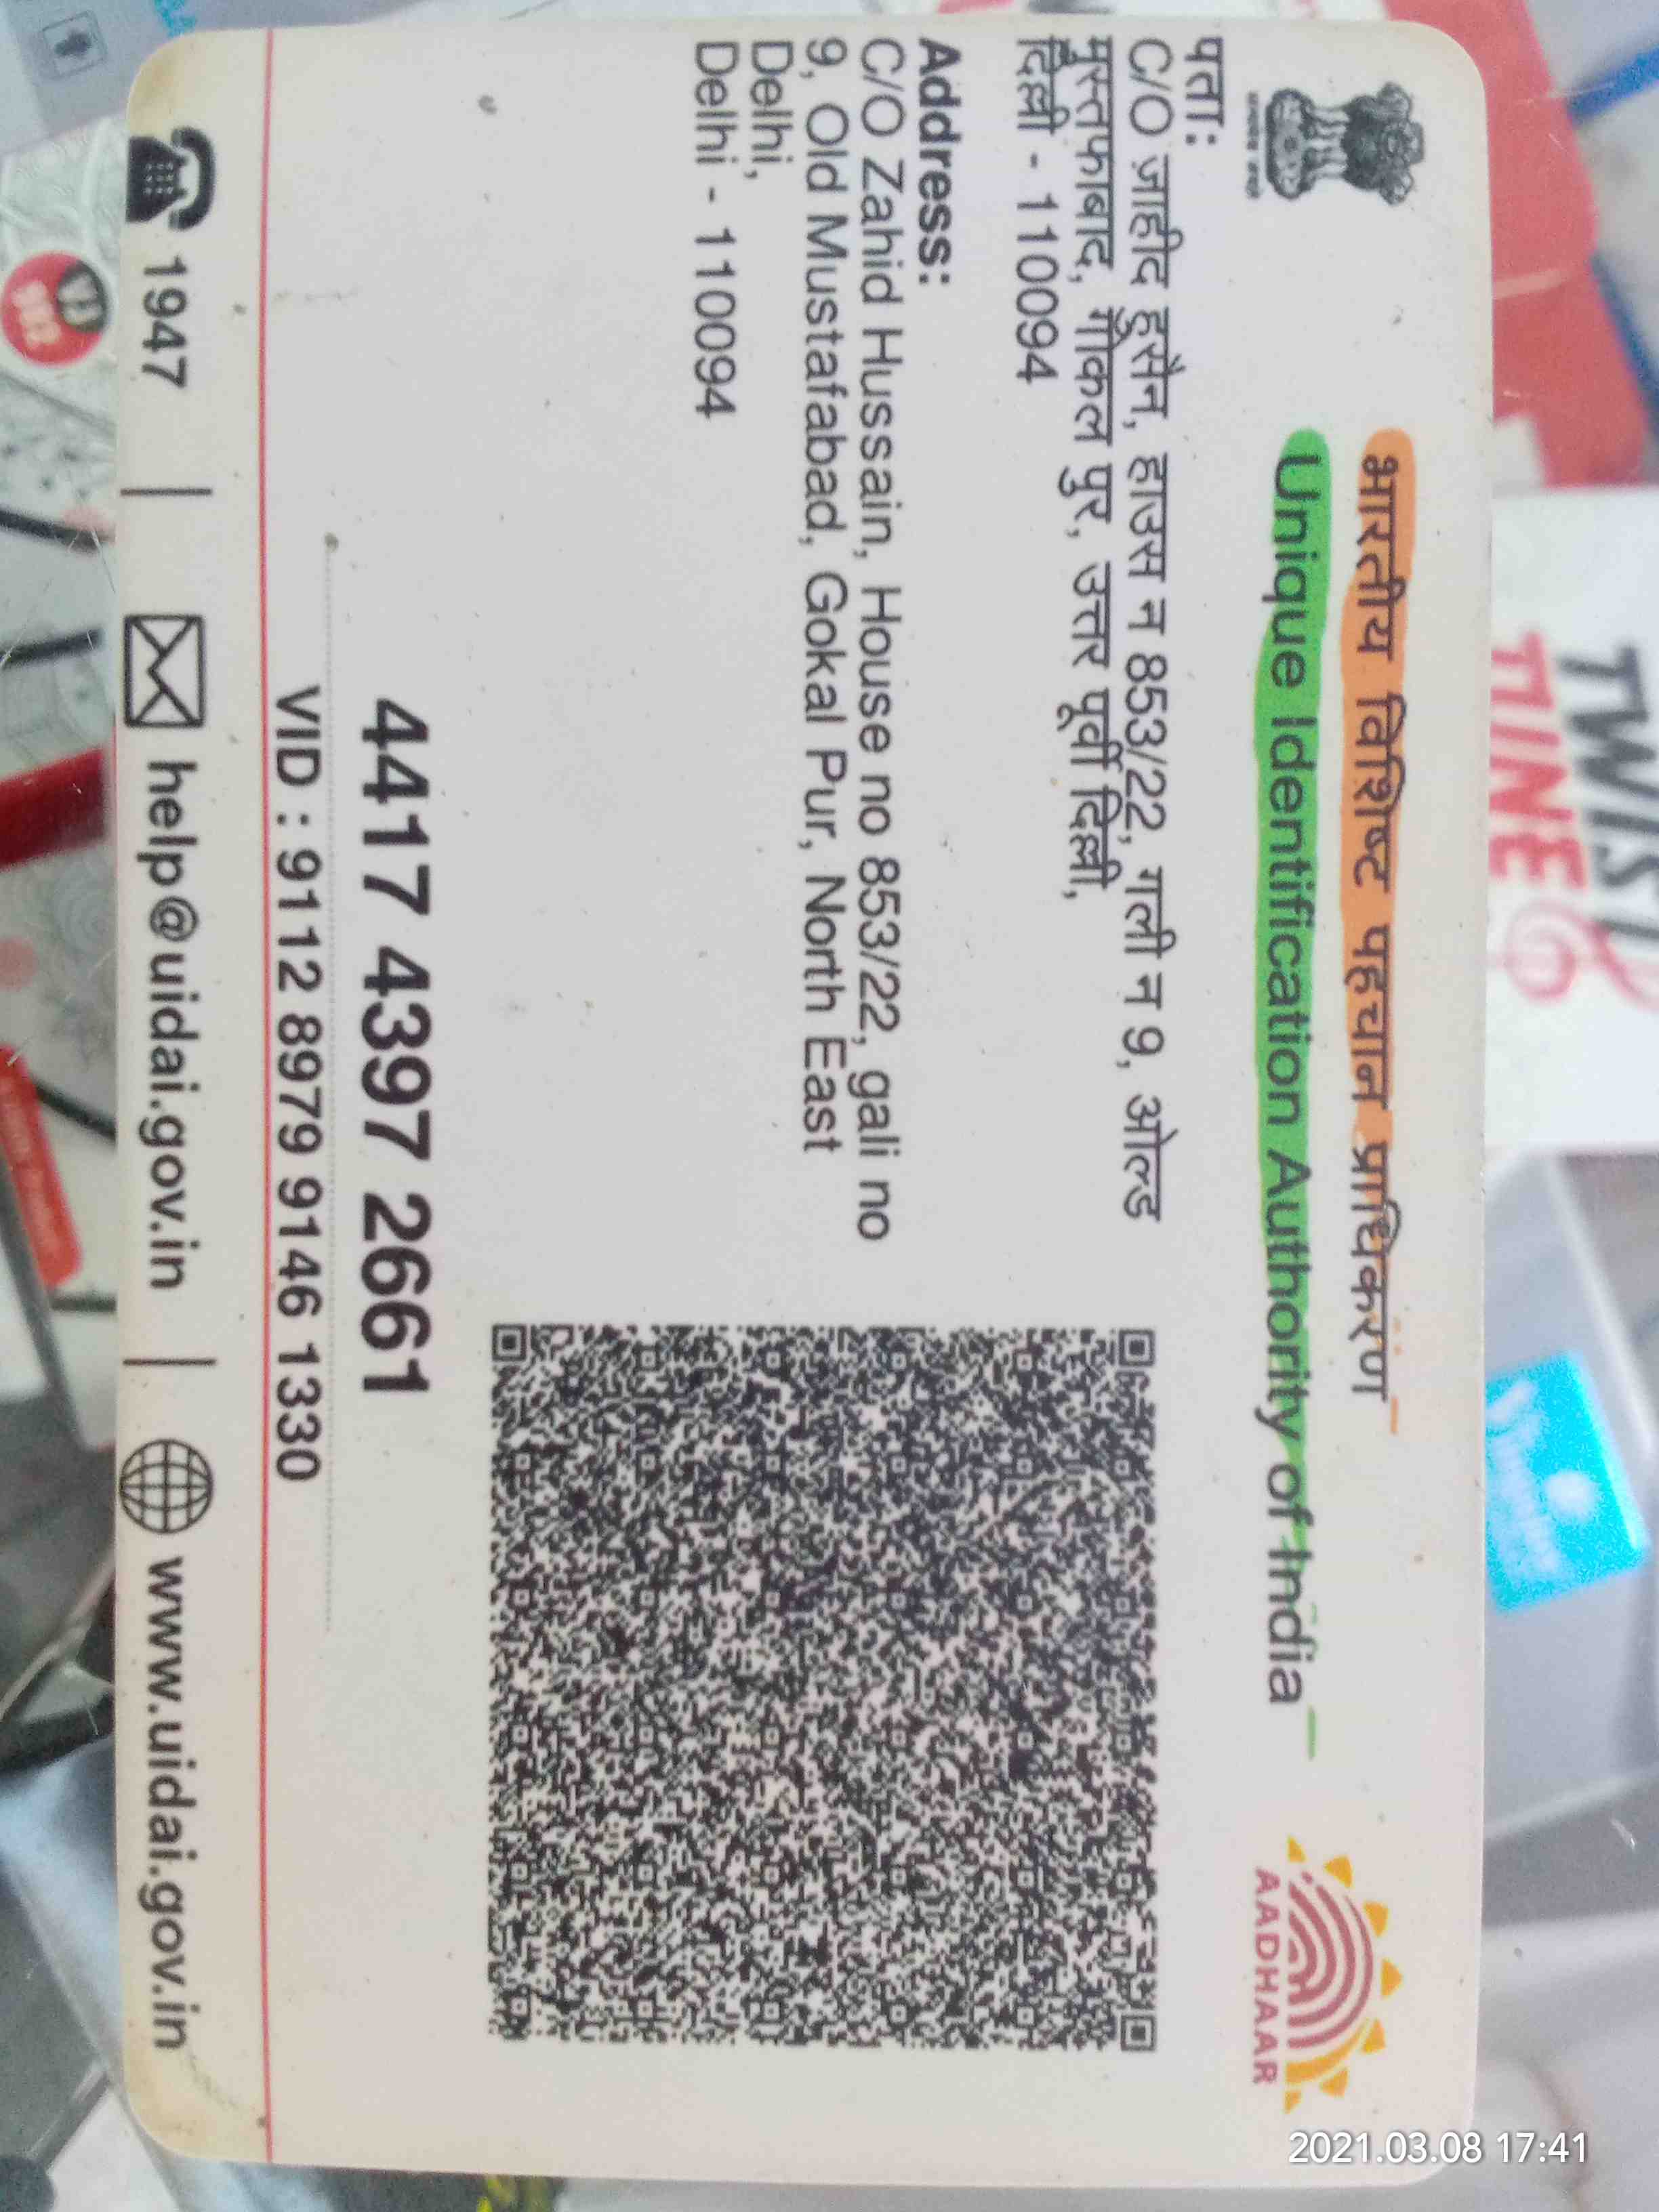 भारतीय विशिष्ट पहचान प्राधिकरण
Unique Identification Authority of India
AADHAAR
पता:
C/O ज़ाहीद हुसैन, हाउस न 853/22, गली न 9, ओल्ड
मुस्तफाबाद, गोकल पुर, उत्तर पूर्वी दिल्ली,
दिल्ली - 110094
Address:
C/O Zahid Hussain, House no 853/22, gali no
9, Old Mustafabad, Gokal Pur, North East
Delhi,
Delhi - 110094
4417 4397 2661
VID : 9112 8979 9146 1330
1947
help@uidai.gov.in
www.uidai.gov.in
TWIST
TUNE
2021.03.08 17:41